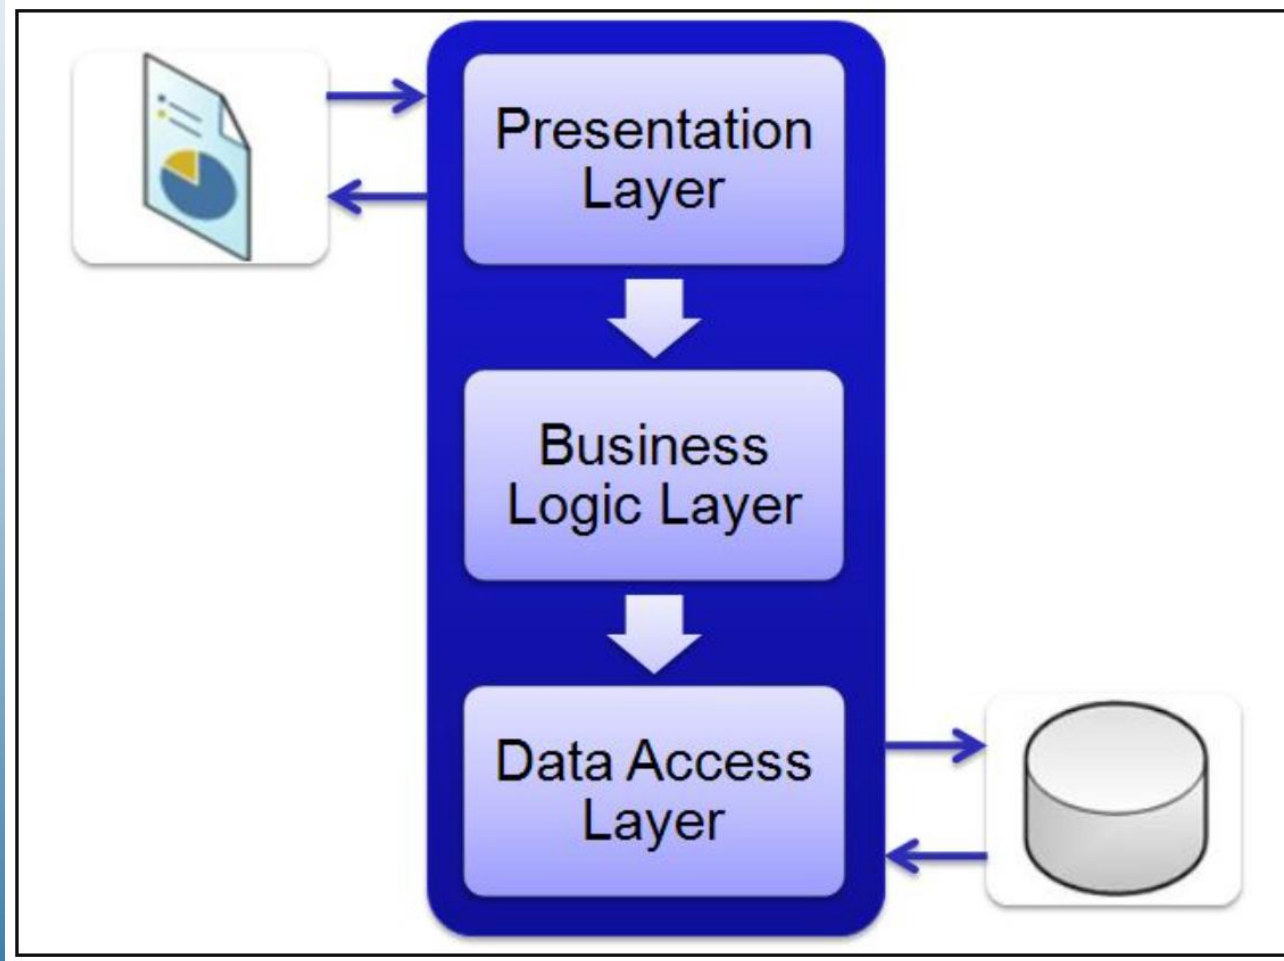 Presentation
Layer
Business
Logic Layer
Data Access
Layer